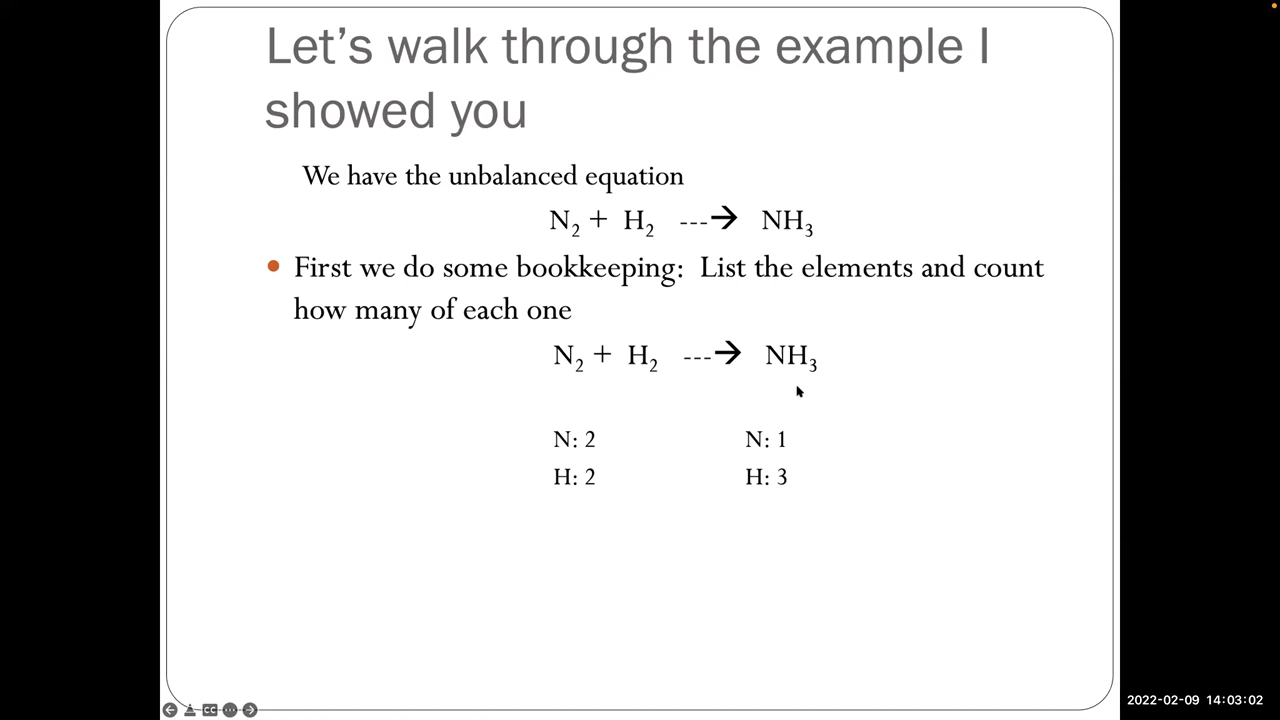 Let's walk through the example I
showed you
We have the unbalanced equation
N₂ + H₂ ---→ NH₃
• First we do some bookkeeping: List the elements and count
how many of each one
N₂ + H₂ ---→ NH₃
N: 2 N: 1
H: 2 H: 3
CC
2022-02-09 14:03:02